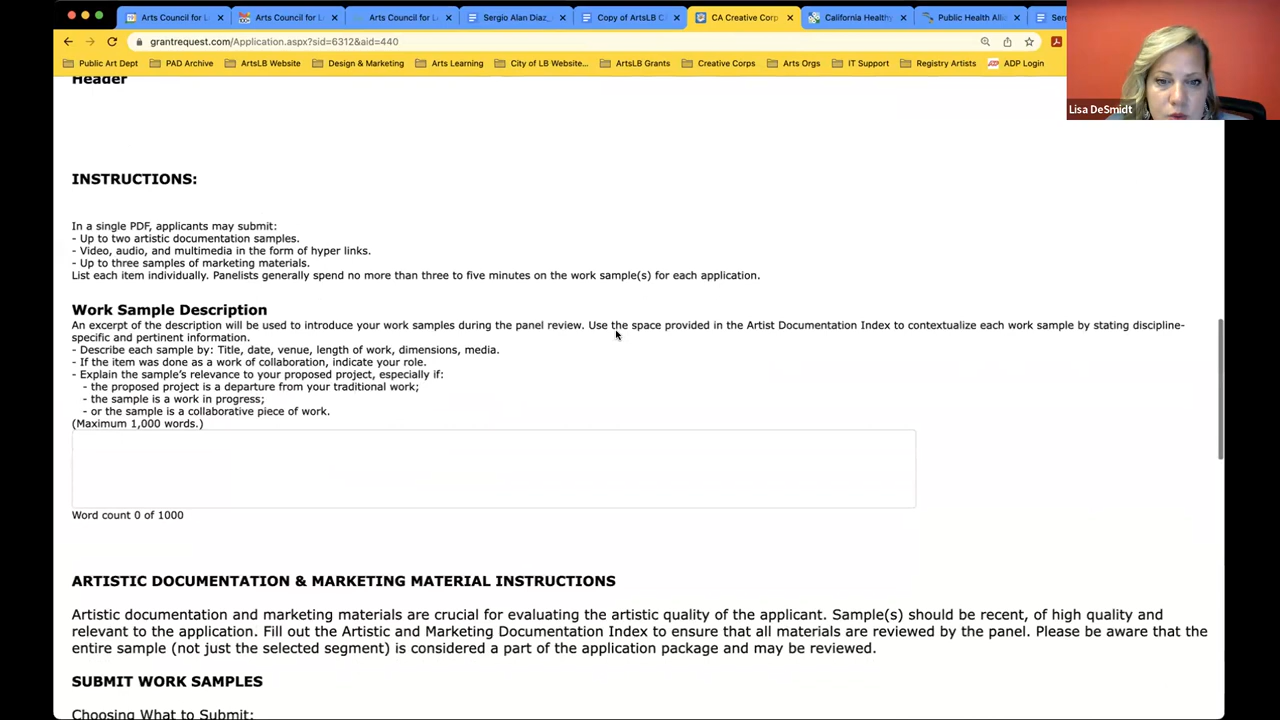 Arts Council for L
Arts Council for L
Arts Council for L
Sergio Alan Diaz_
Copy of ArtsLB C
CA Creative Corp
California Healthy
Public Health Alli
Serg
grantrequest.com/Application.aspx?sid=6312&aid=440
Public Art Dept
PAD Archive
ArtsLB Website
Design & Marketing
Arts Learning
City of LB Website...
ArtsLB Grants
Creative Corps
Arts Orgs
IT Support
Registry Artists
ADP Login
Lisa DeSmidt
Header
INSTRUCTIONS:
In a single PDF, applicants may submit:
- Up to two artistic documentation samples.
- Video, audio, and multimedia in the form of hyper links.
- Up to three samples of marketing materials.
List each item individually. Panelists generally spend no more than three to five minutes on the work sample(s) for each application.
Work Sample Description
An excerpt of the description will be used to introduce your work samples during the panel review. Use the space provided in the Artist Documentation Index to contextualize each work sample by stating discipline-
specific and pertinent information.
- Describe each sample by: Title, date, venue, length of work, dimensions, media.
- If the item was done as a work of collaboration, indicate your role.
- Explain the sample's relevance to your proposed project, especially if:
- the proposed project is a departure from your traditional work;
- the sample is a work in progress;
- or the sample is a collaborative piece of work.
(Maximum 1,000 words.)
Word count 0 of 1000
ARTISTIC DOCUMENTATION & MARKETING MATERIAL INSTRUCTIONS
Artistic documentation and marketing materials are crucial for evaluating the artistic quality of the applicant. Sample(s) should be recent, of high quality and
relevant to the application. Fill out the Artistic and Marketing Documentation Index to ensure that all materials are reviewed by the panel. Please be aware that the
entire sample (not just the selected segment) is considered a part of the application package and may be reviewed.
SUBMIT WORK SAMPLES
Choosing What to Submit: